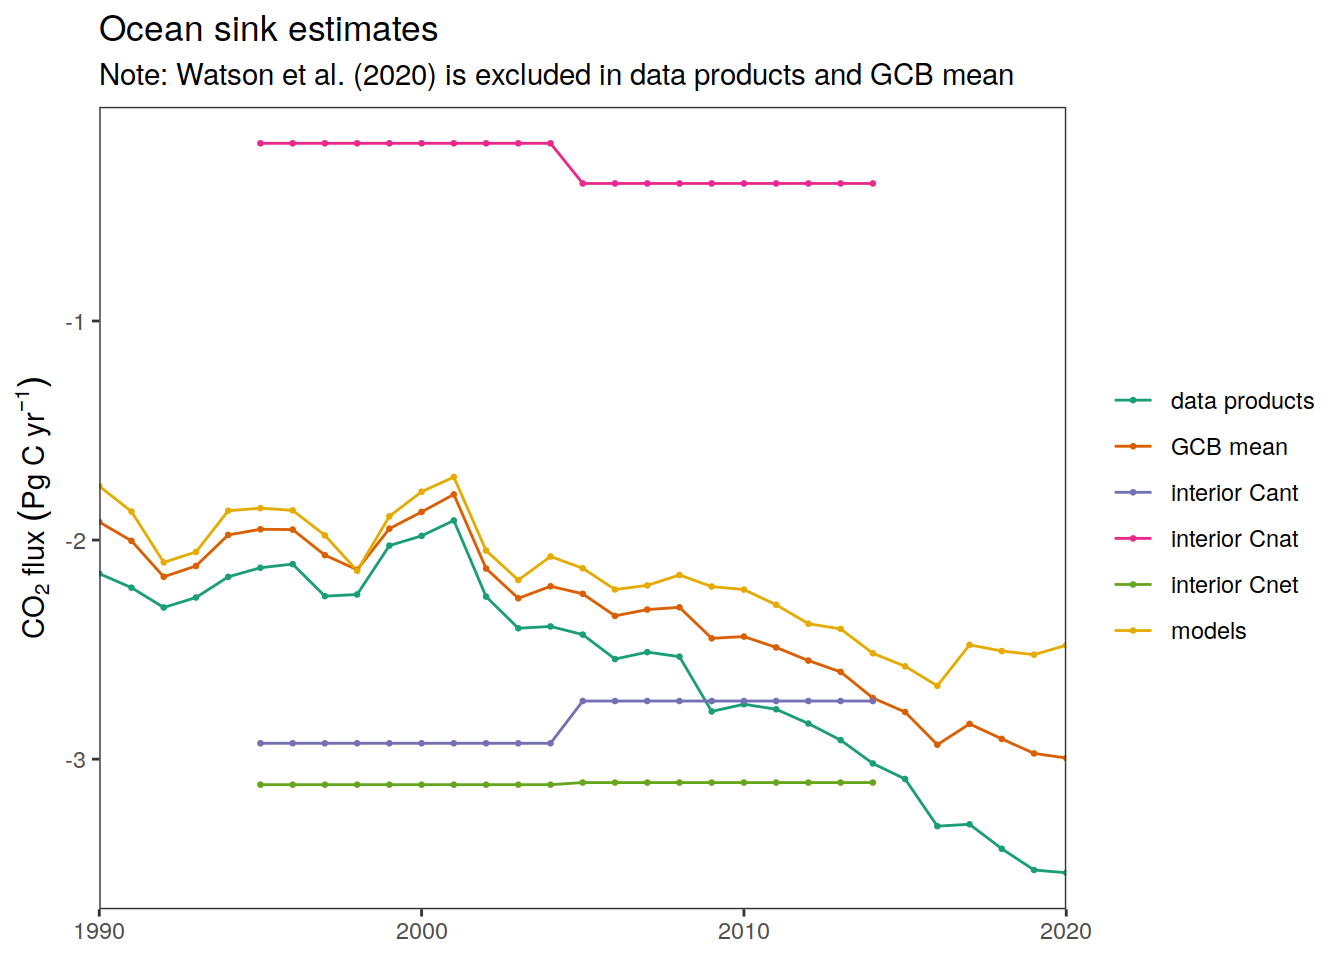 Ocean sink estimates
Note: Watson et al. (2020) is excluded in data products and GCB mean
CO₂ flux (Pg C yr⁻¹)
-1
-2
-3
1990
2000
2010
2020
data products
GCB mean
interior Cant
interior Cnat
interior Cnet
models